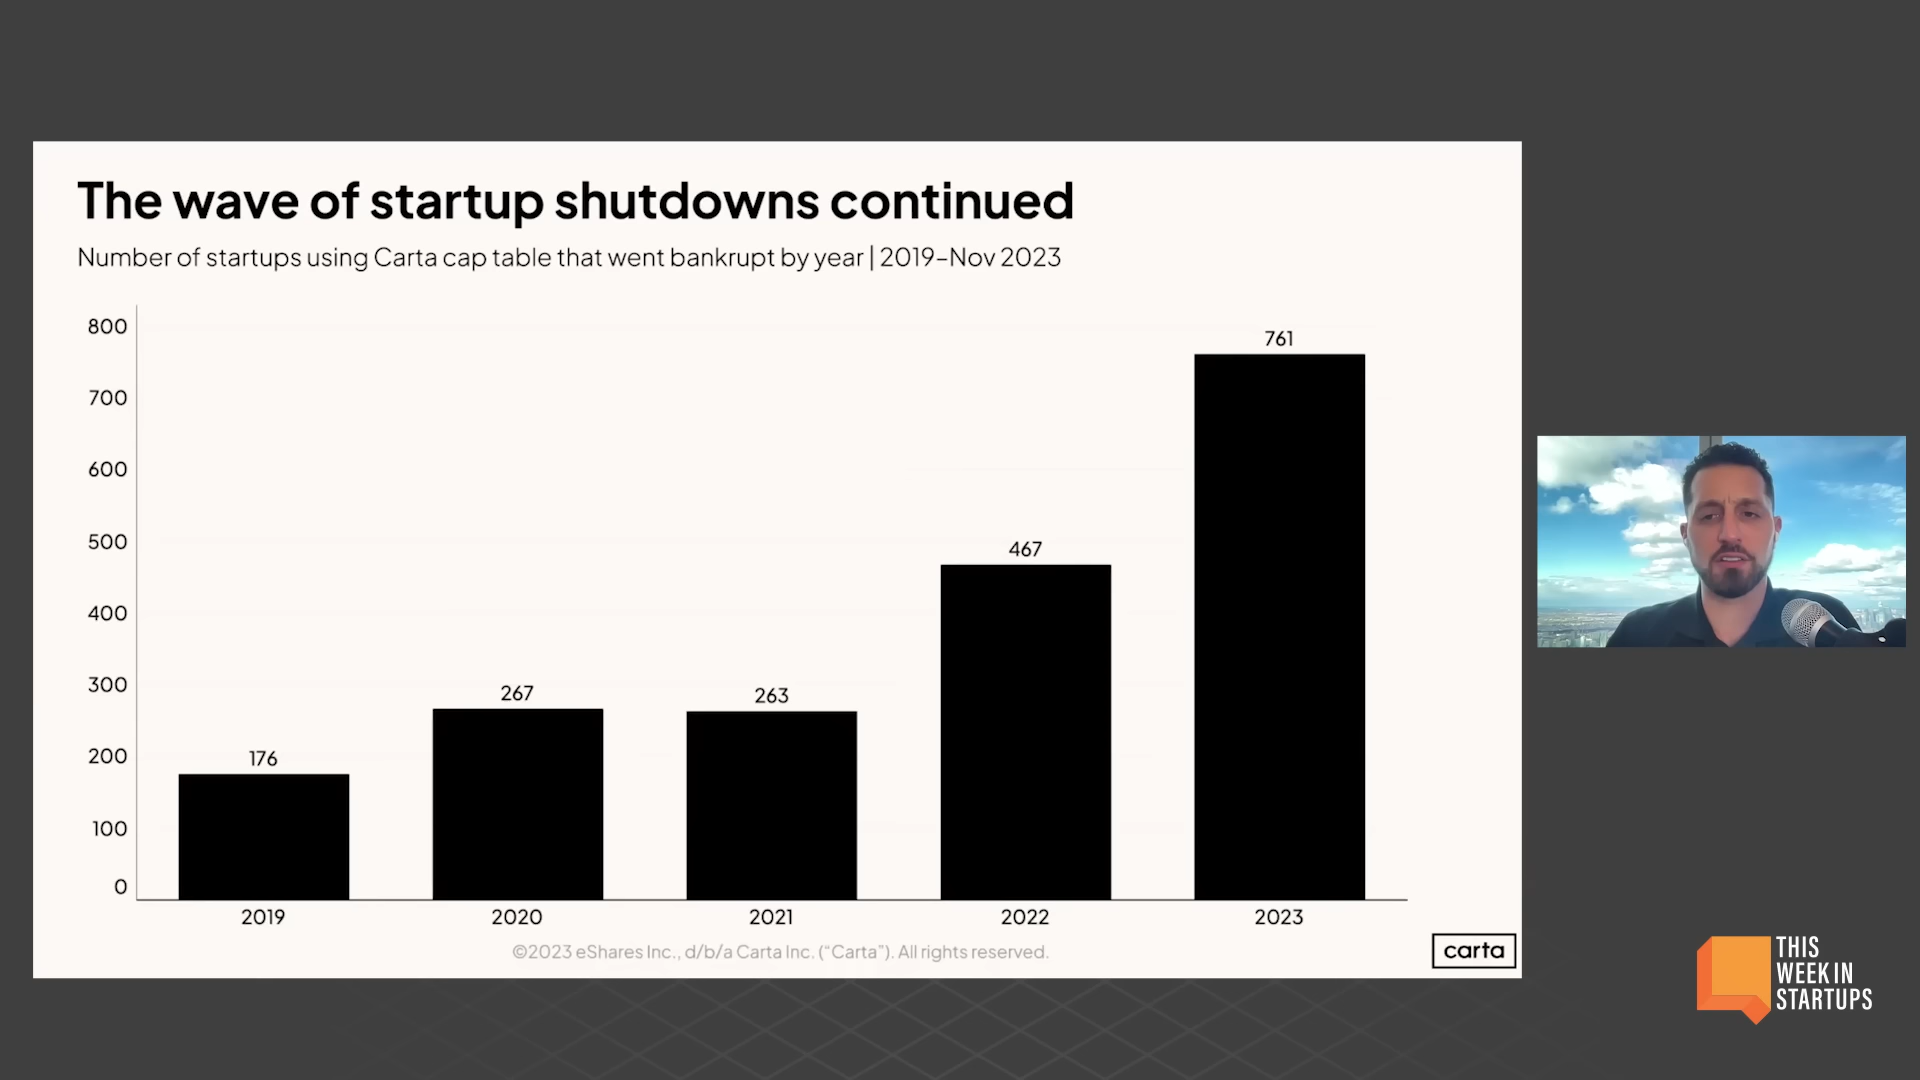 The wave of startup shutdowns continued
Number of startups using Carta cap table that went bankrupt by year | 2019–Nov 2023
800
700
600
500
400
300
200
100
0
176
267
263
467
761
2019
2020
2021
2022
2023
©2023 eShares Inc., d/b/a Carta Inc. (“Carta”). All rights reserved.
carta
THIS
WEEK IN
STARTUPS